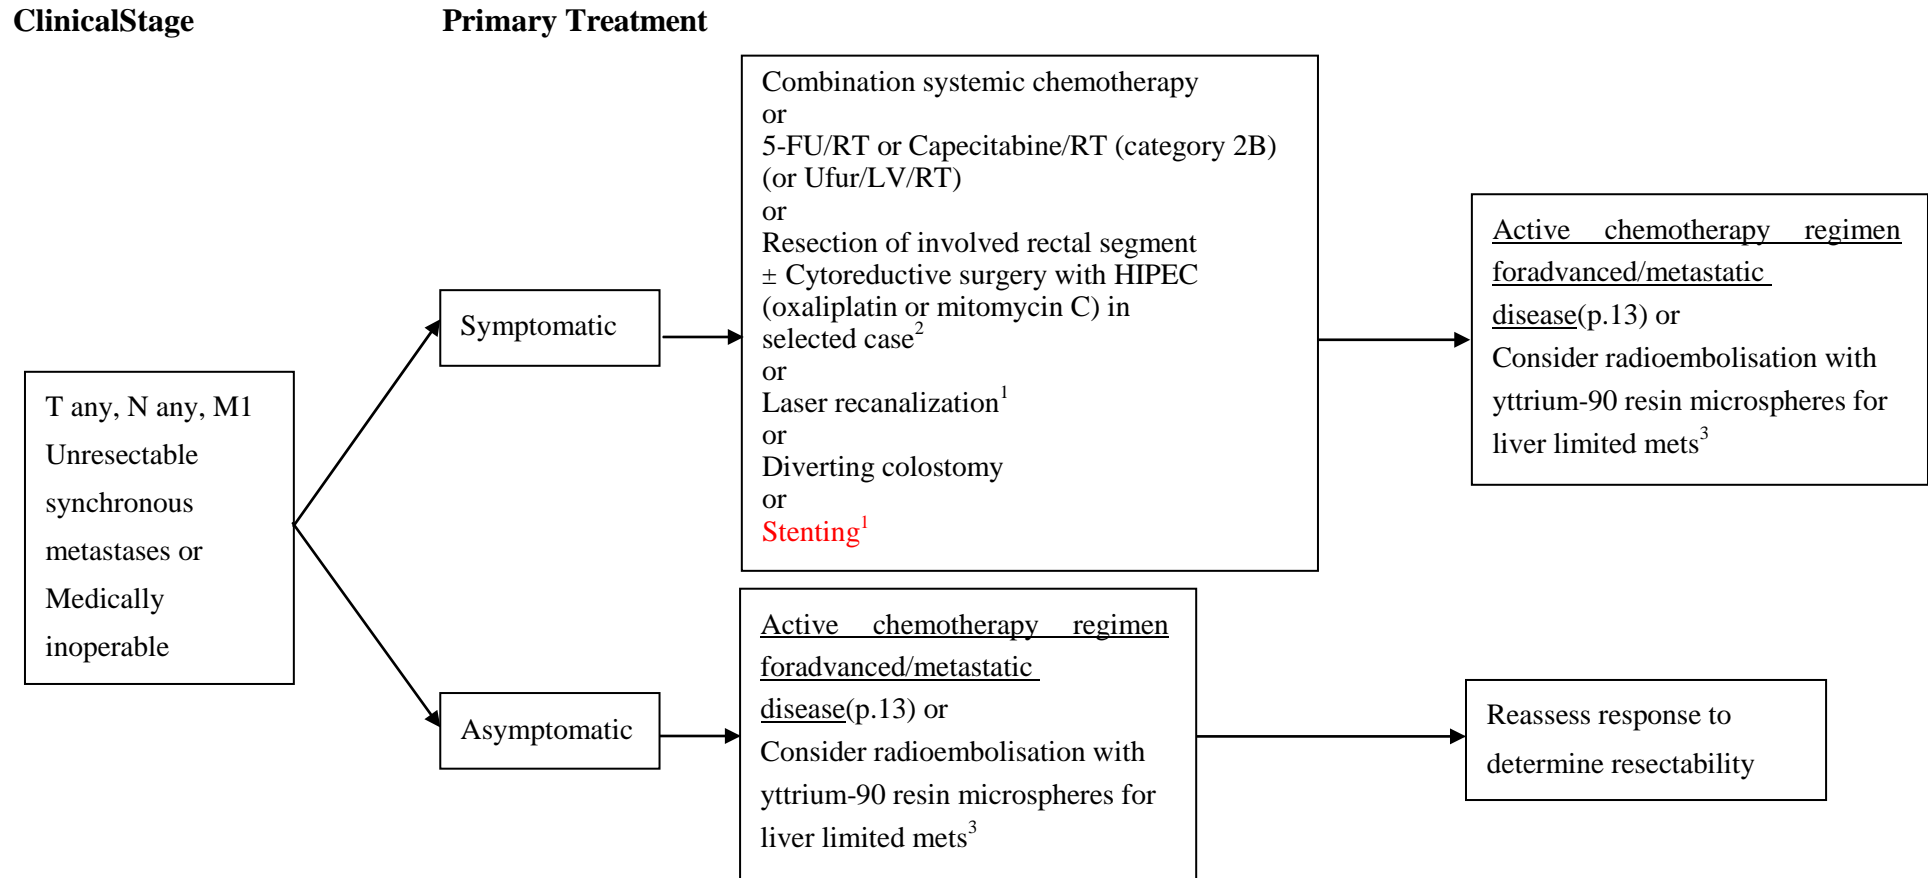 ClinicalStage
Primary Treatment
T any, N any, M1
Unresectable
synchronous
metastases or
Medically
inoperable
Symptomatic
Combination systemic chemotherapy
or
5-FU/RT or Capecitabine/RT (category 2B)
(or Ufur/LV/RT)
or
Resection of involved rectal segment
± Cytoreductive surgery with HIPEC
(oxaliplatin or mitomycin C) in
selected case²
or
Laser recanalization¹
or
Diverting colostomy
or
Stenting¹
Active chemotherapy regimen
foradvanced/metastatic
disease(p.13) or
Consider radioembolisation with
yttrium-90 resin microspheres for
liver limited mets³
Asymptomatic
Active chemotherapy regimen
foradvanced/metastatic
disease(p.13) or
Consider radioembolisation with
yttrium-90 resin microspheres for
liver limited mets³
Reassess response to
determine resectability